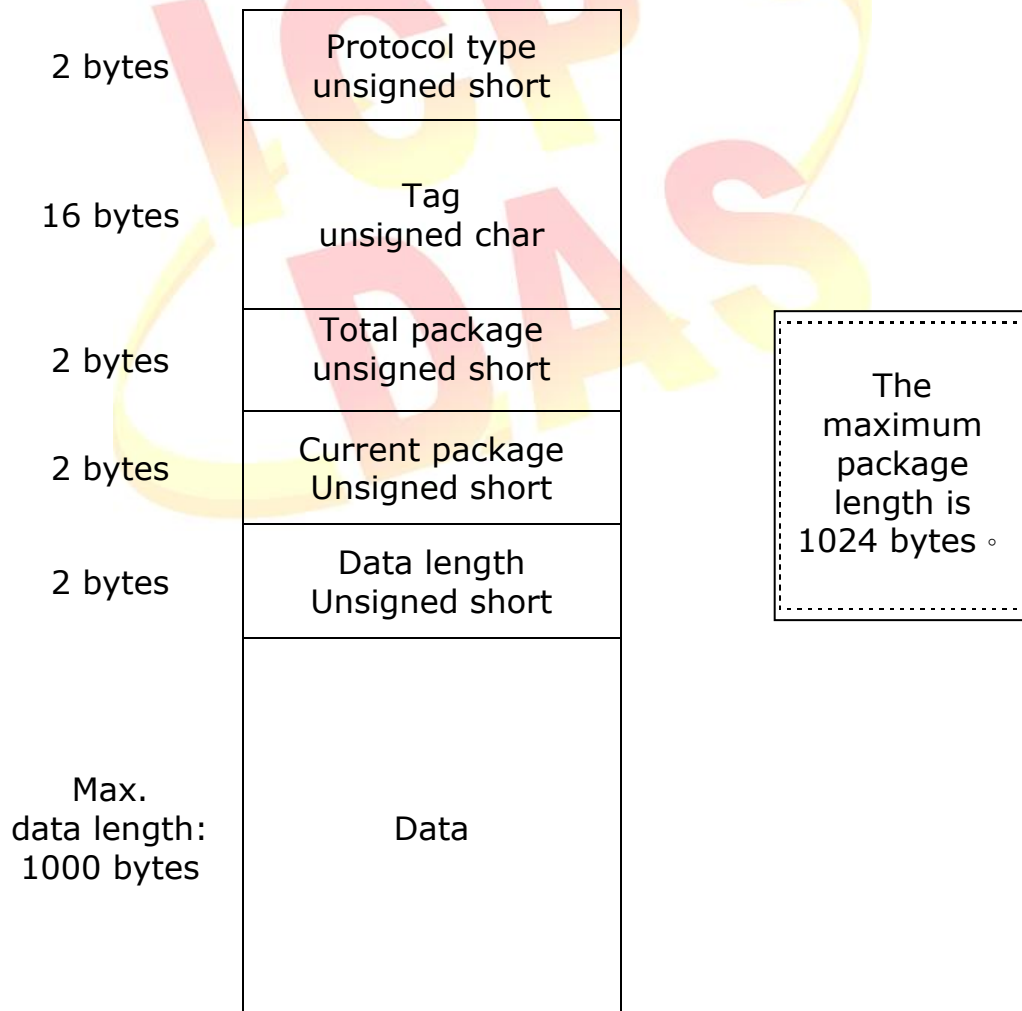 2 bytes
Protocol type
unsigned short
16 bytes
Tag
unsigned char
2 bytes
Total package
unsigned short
2 bytes
Current package
Unsigned short
2 bytes
Data length
Unsigned short
Max.
data length:
1000 bytes
Data
The
maximum
package
length is
1024 bytes。
ICP
DAS